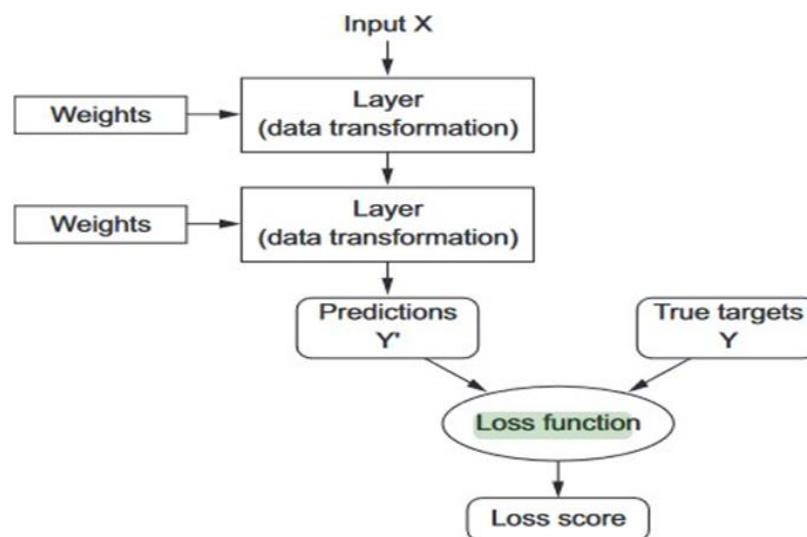 Input X
Weights
Layer
(data transformation)
Weights
Layer
(data transformation)
Predictions
Y'
True targets
Y
Loss function
Loss score